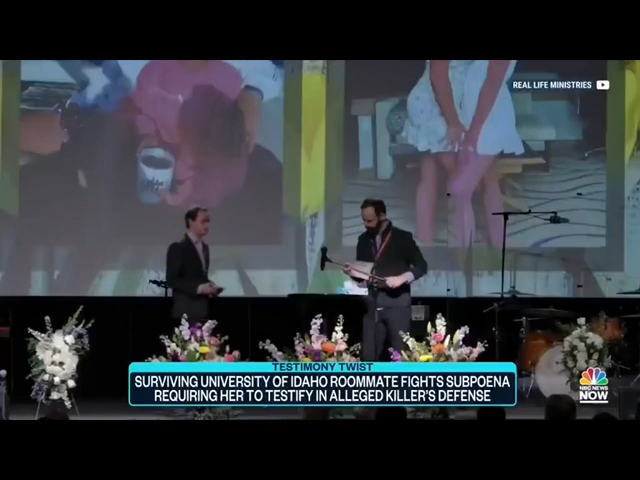 REAL LIFE MINISTRIES
TESTIMONY TWIST
SURVIVING UNIVERSITY OF IDAHO ROOMMATE FIGHTS SUBPOENA
REQUIRING HER TO TESTIFY IN ALLEGED KILLER'S DEFENSE
NBC NEWS
NOW